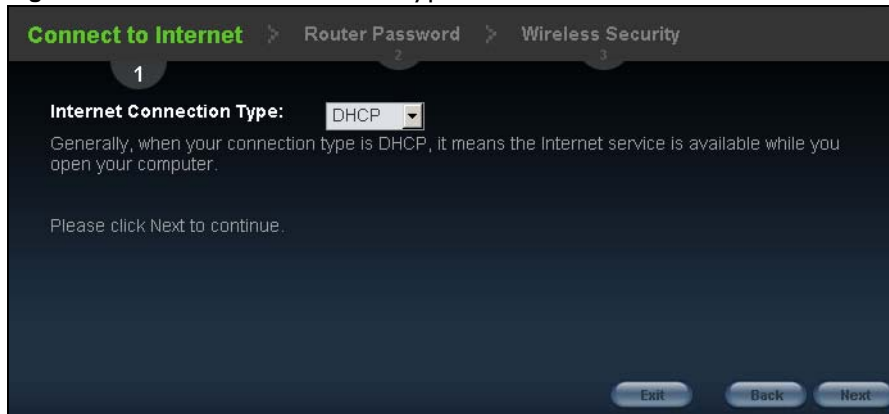 Connect to Internet > Router Password > Wireless Security
1 2 3
Internet Connection Type: DHCP
Generally, when your connection type is DHCP, it means the Internet service is available while you
open your computer.
Please click Next to continue.
Exit Back Next